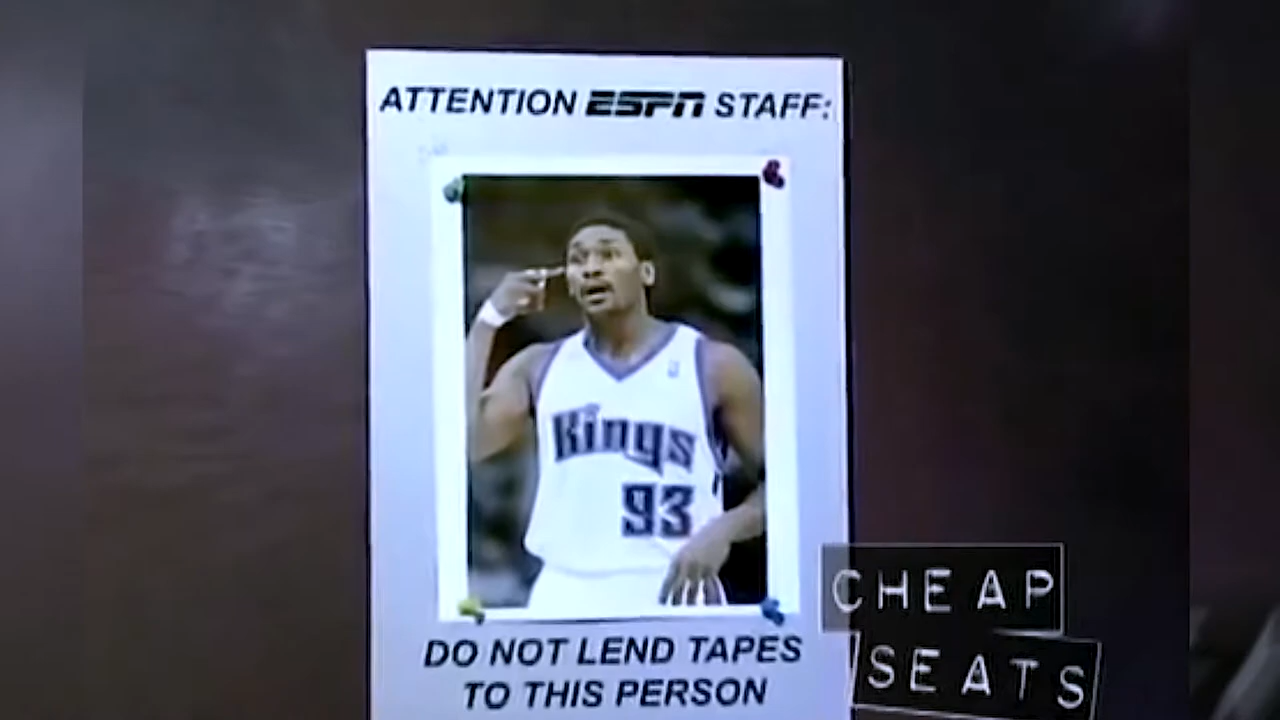 ATTENTION ESPN STAFF:
Kings
93
DO NOT LEND TAPES
TO THIS PERSON
CHEAP
SEATS